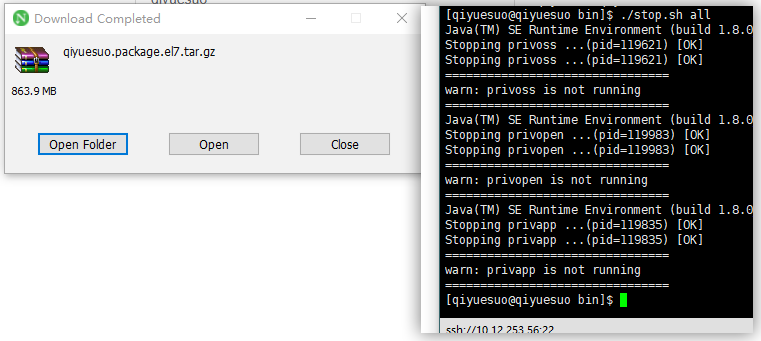 qiyuesuo
Download Completed
qiyuesuo.package.el7.tar.gz
863.9 MB
Open Folder
Open
Close
[qiyuesuo@qiyuesuo bin]$ ./stop.sh all
Java(TM) SE Runtime Environment (build 1.8.0
Stopping privoss ...(pid=119621) [OK]
Stopping privoss ...(pid=119621) [OK]
================================
warn: privoss is not running
================================
Java(TM) SE Runtime Environment (build 1.8.0
Stopping privopen ...(pid=119983) [OK]
Stopping privopen ...(pid=119983) [OK]
================================
warn: privopen is not running
================================
Java(TM) SE Runtime Environment (build 1.8.0
Stopping privapp ...(pid=119835) [OK]
Stopping privapp ...(pid=119835) [OK]
================================
warn: privapp is not running
================================
[qiyuesuo@qiyuesuo bin]$
ssh://10.12.253.56:22